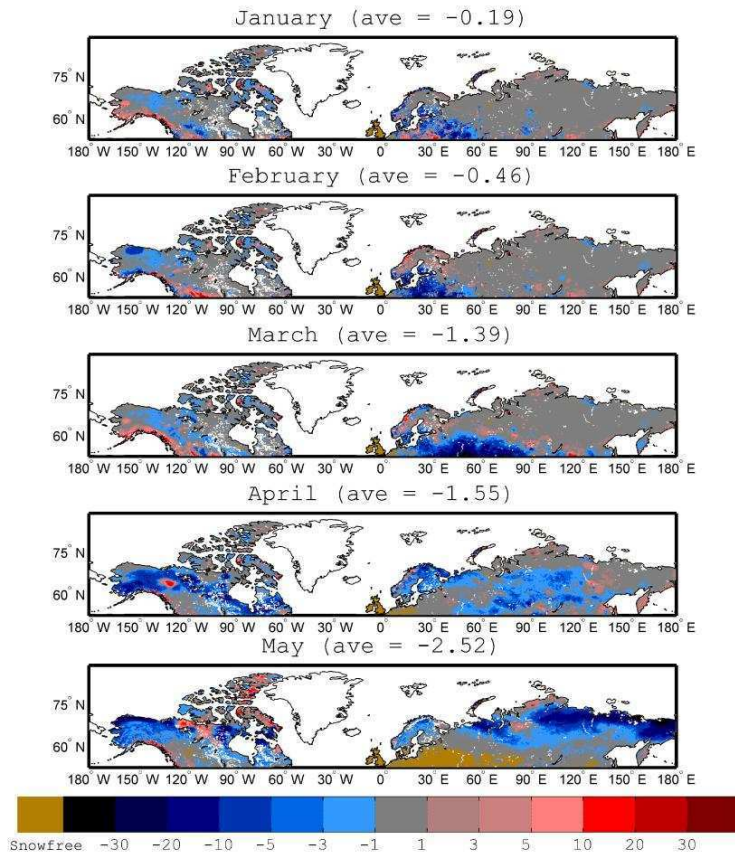 January (ave = -0.19)
75° N
60° N
180° W 150° W 120° W 90° W 60° W 30° W 0° 30° E 60° E 90° E 120° E 150° E 180° E
February (ave = -0.46)
75° N
60° N
180° W 150° W 120° W 90° W 60° W 30° W 0° 30° E 60° E 90° E 120° E 150° E 180° E
March (ave = -1.39)
75° N
60° N
180° W 150° W 120° W 90° W 60° W 30° W 0° 30° E 60° E 90° E 120° E 150° E 180° E
April (ave = -1.55)
75° N
60° N
180° W 150° W 120° W 90° W 60° W 30° W 0° 30° E 60° E 90° E 120° E 150° E 180° E
May (ave = -2.52)
75° N
60° N
180° W 150° W 120° W 90° W 60° W 30° W 0° 30° E 60° E 90° E 120° E 150° E 180° E
Snowfree -30 -20 -10 -5 -3 -1 1 3 5 10 20 30